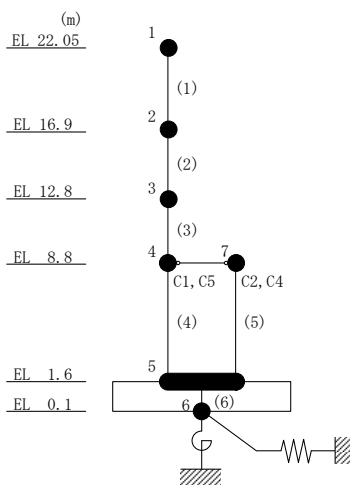 (m)
1
EL 22.05
(1)
2
EL 16.9
(2)
3
EL 12.8
(3)
4
7
EL 8.8
C1, C5
C2, C4
(4)
(5)
5
EL 1.6
6
(6)
EL 0.1